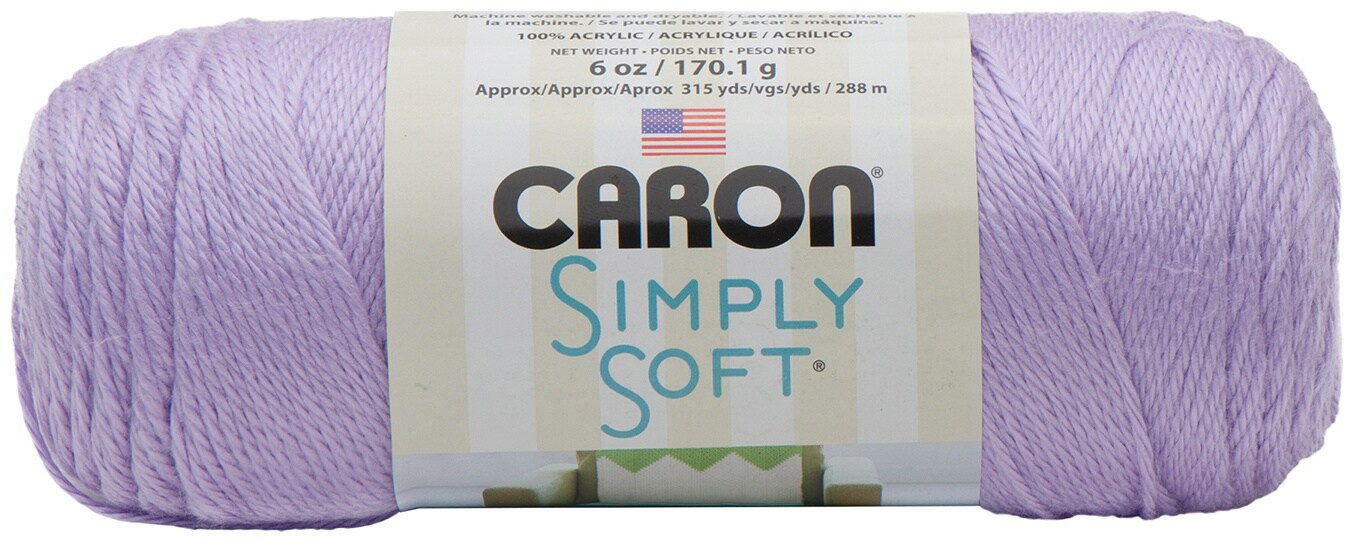 Machine washable and dryable. / Lavable et séchable à
la machine. / Se puede lavar y secar a máquina.
100% ACRYLIC / ACRYLIQUE / ACRÍLICO
NET WEIGHT • POIDS NET • PESO NETO
6 oz / 170.1 g
Approx/Approx/Aprox 315 yds/vgs/yds / 288 m
CARON®
SIMPLY
SOFT®